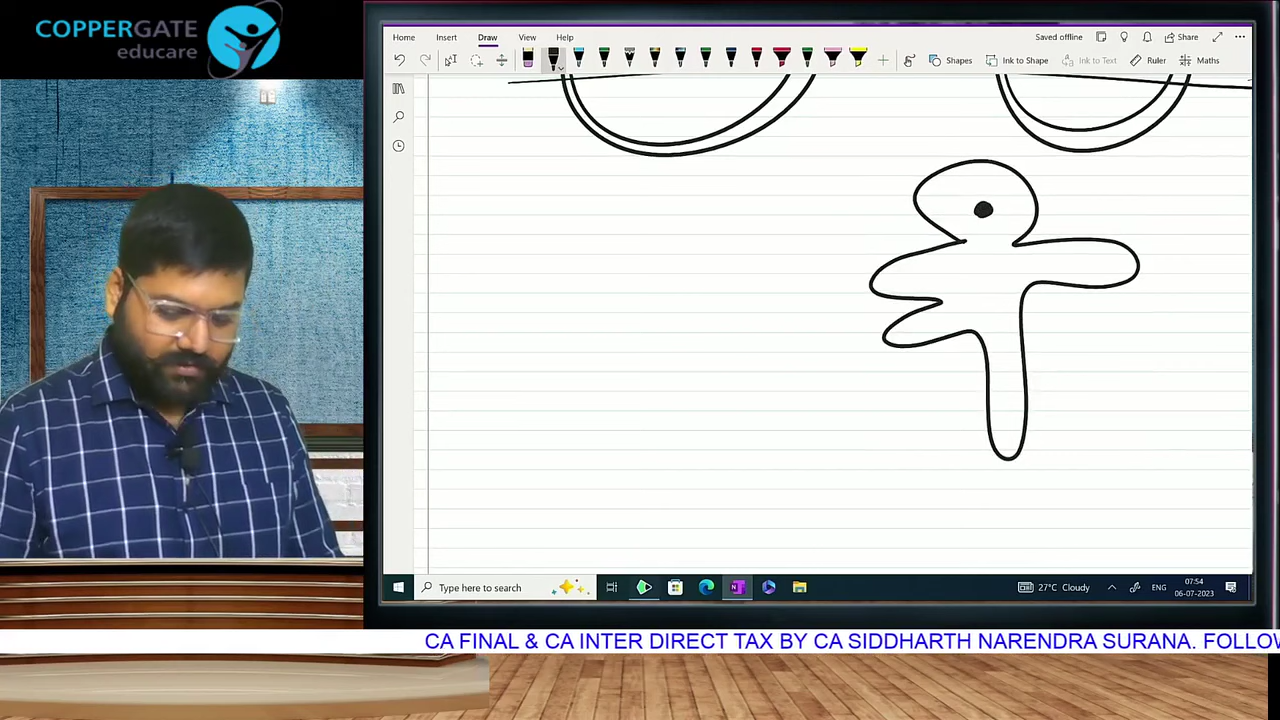 COPPERGATE
educare
Home Insert Draw View Help
Saved offline
Share
Shapes
Ink to Shape
Ink to Text
Ruler
Maths
Type here to search
27°C Cloudy
ENG
07:54
06-07-2023
CA FINAL & CA INTER DIRECT TAX BY CA SIDDHARTH NARENDRA SURANA. FOLLOW